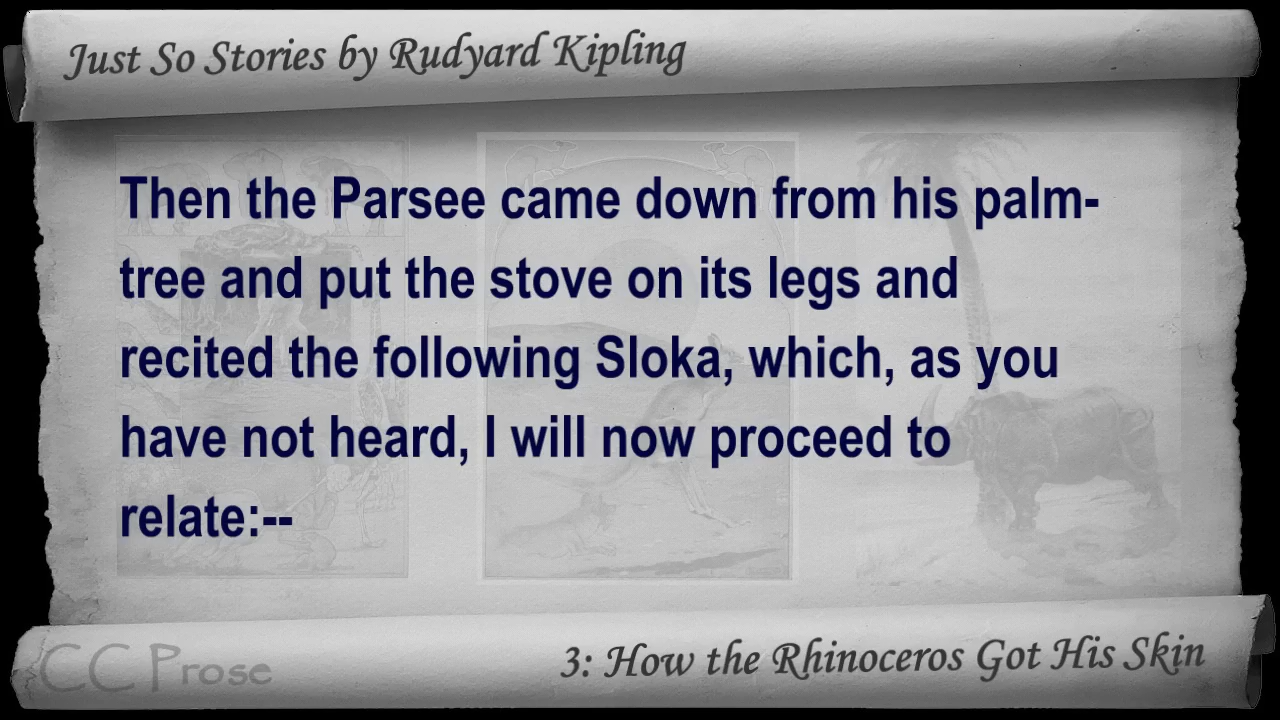 Just So Stories by Rudyard Kipling
Then the Parsee came down from his palm-
tree and put the stove on its legs and
recited the following Sloka, which, as you
have not heard, I will now proceed to
relate:--
CC Prose
3: How the Rhinoceros Got His Skin